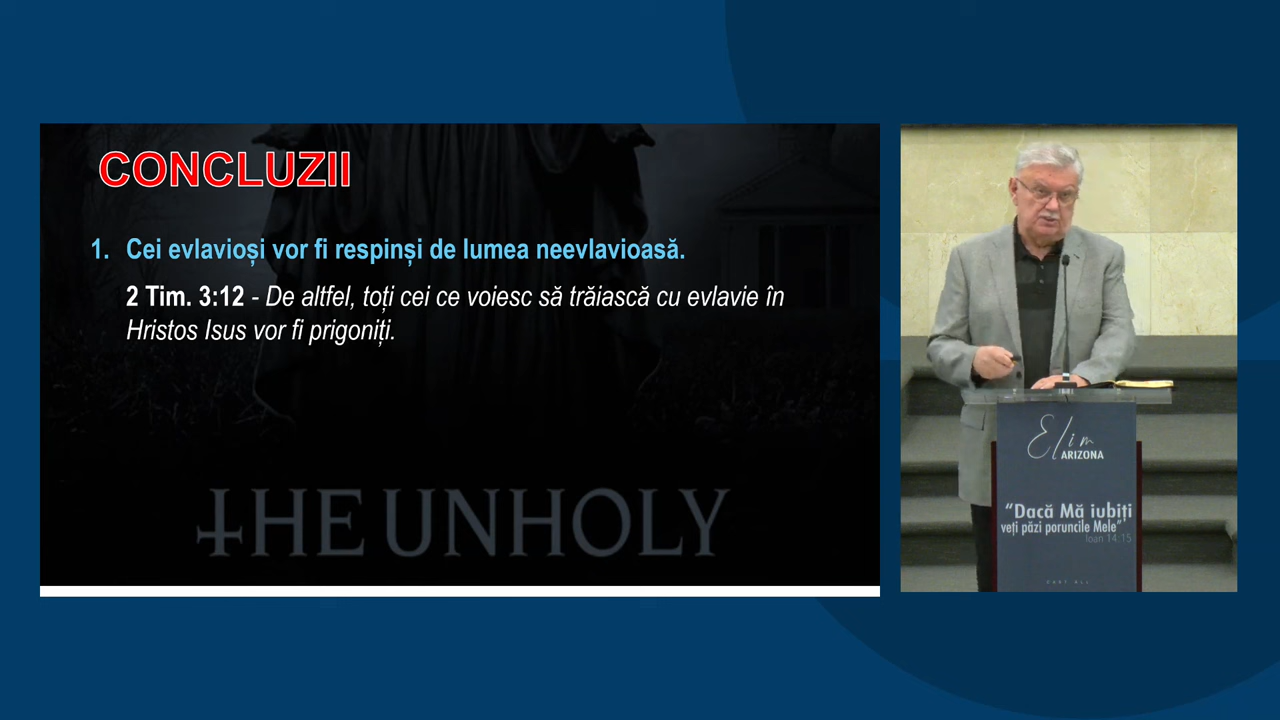 CONCLUZII
1. Cei evlavioși vor fi respinși de lumea neevlavioasă.
2 Tim. 3:12 - De altfel, toți cei ce voiesc să trăiască cu evlavie în
Hristos Isus vor fi prigoniți.
THE UNHOLY
Elim
ARIZONA
“Dacă Mă iubiți
veți păzi poruncile Mele”
Ioan 14:15